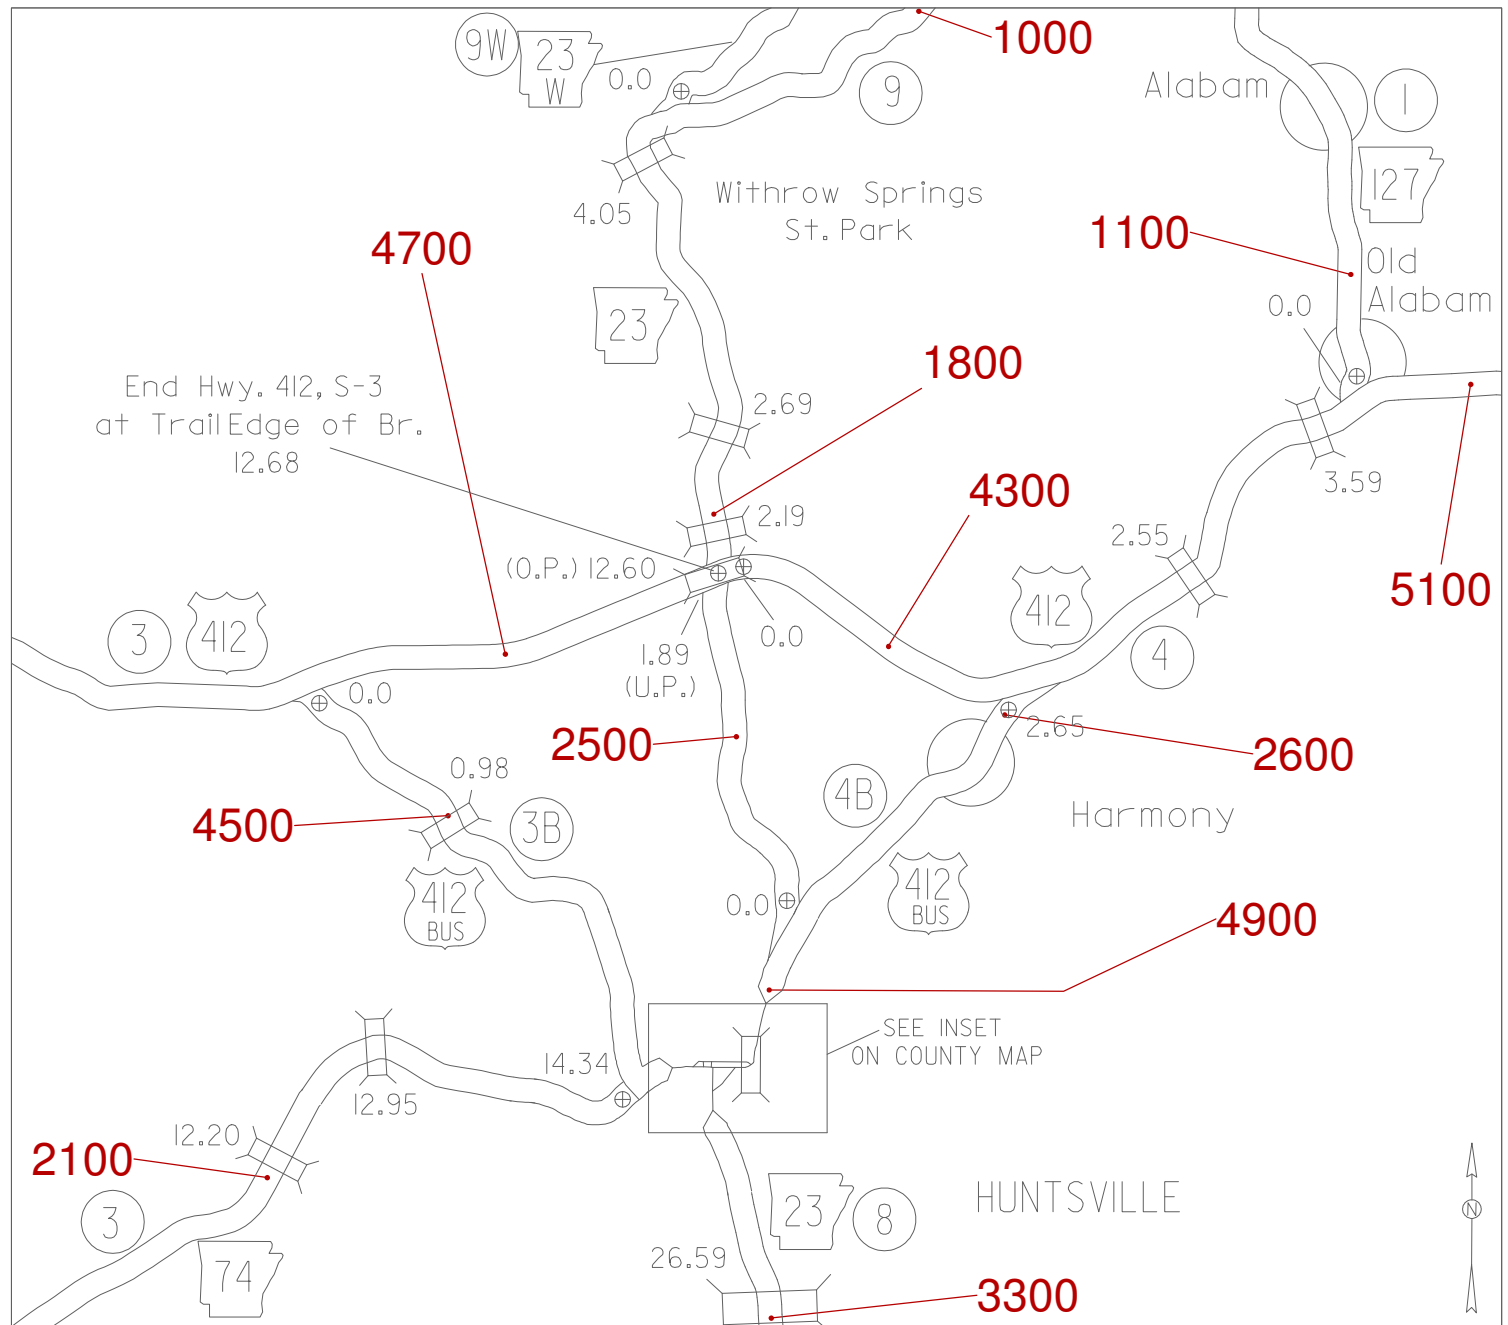 1000
9W
23
W
0.0
9
Alabam
1
127
Withrow Springs
St. Park
4.05
4700
1100
Old
Alabam
0.0
23
1800
End Hwy. 412, S-3
at Trail Edge of Br.
12.68
2.69
4300
3.59
2.19
2.55
(O.P.) 12.60
5100
412
3
412
0.0
1.89
(U.P.)
4
0.0
2500
2.65
2600
0.98
4B
4500
3B
Harmony
412
BUS
412
BUS
0.0
4900
SEE INSET
ON COUNTY MAP
14.34
12.95
12.20
2100
3
74
HUNTSVILLE
23
8
26.59
3300
N